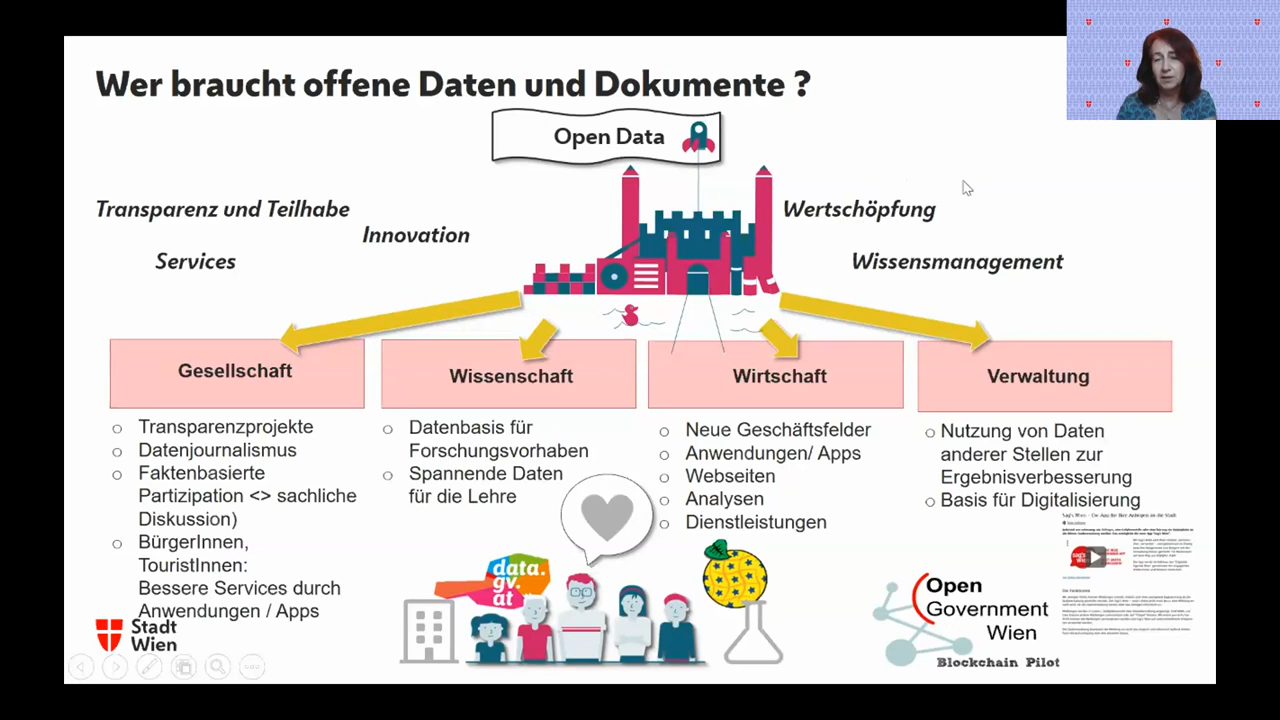 Wer braucht offene Daten und Dokumente ?
Open Data
Transparenz und Teilhabe
Innovation
Services
Wertschöpfung
Wissensmanagement
Gesellschaft
Transparenzprojekte
Datenjournalismus
Faktenbasierte
Partizipation <> sachliche
Diskussion)
BürgerInnen,
TouristInnen:
Bessere Services durch
Anwendungen / Apps
Wissenschaft
Datenbasis für
Forschungsvorhaben
Spannende Daten
für die Lehre
Wirtschaft
Neue Geschäftsfelder
Anwendungen/ Apps
Webseiten
Analysen
Dienstleistungen
Verwaltung
Nutzung von Daten
anderer Stellen zur
Ergebnisverbesserung
Basis für Digitalisierung
data.
gv.
at
Open
Government
Wien
Blockchain Pilot
Stadt
Wien